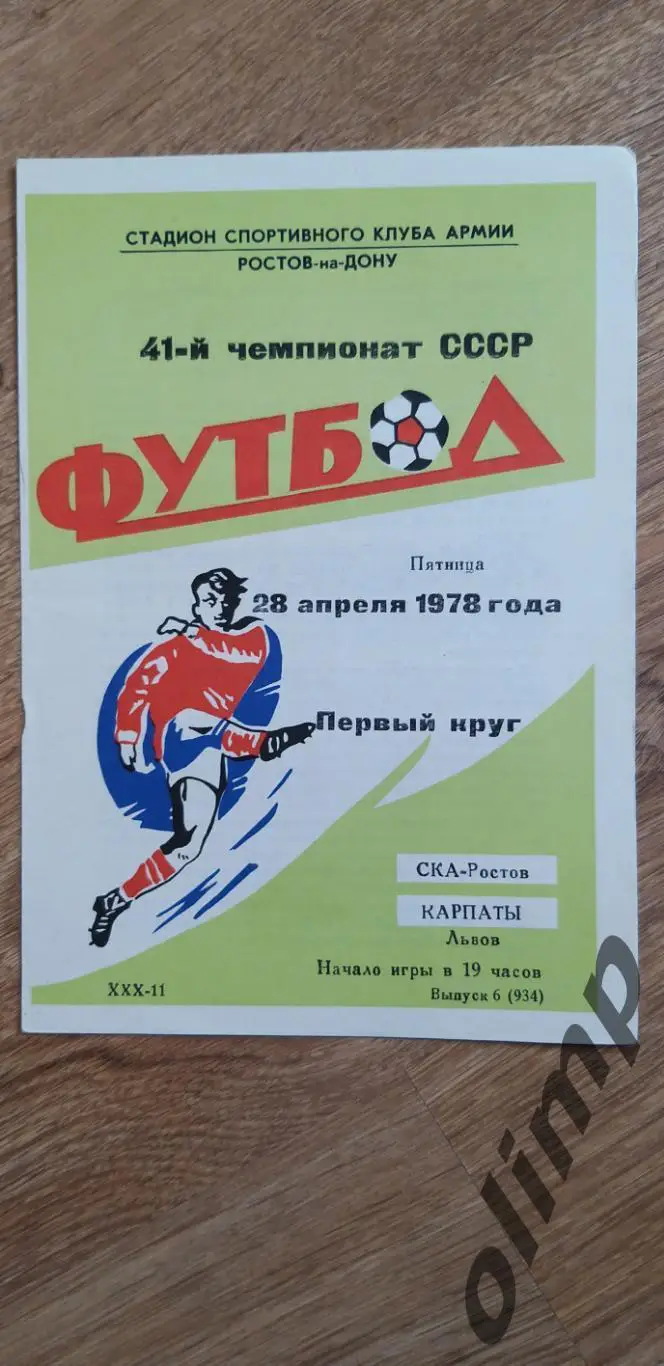 СТАДИОН СПОРТИВНОГО КЛУБА АРМИИ
РОСТОВ-на-ДОНУ
41-й чемпионат СССР
ФУТБОЛ
Пятница
28 апреля 1978 года
Первый круг
СКА-Ростов
КАРПАТЫ
Львов
Начало игры в 19 часов
XXX-11
Выпуск 6 (934)
olimp